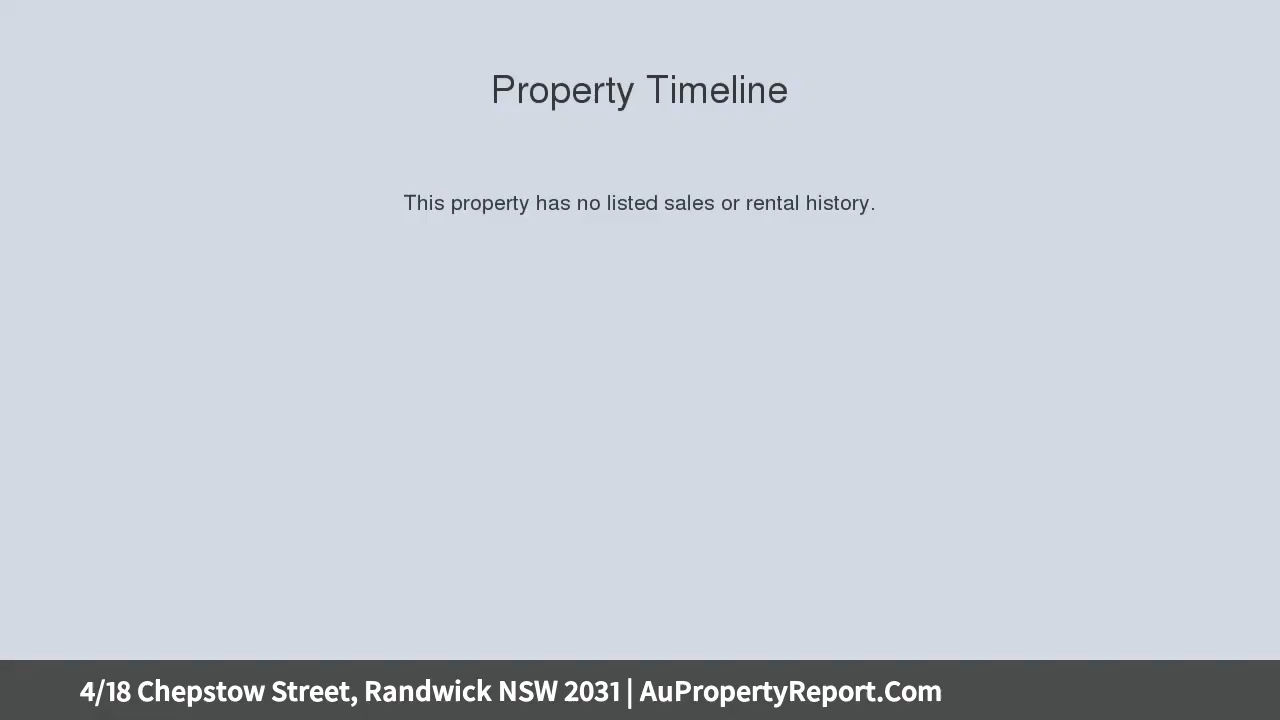 Property Timeline
This property has no listed sales or rental history.
4/18 Chepstow Street, Randwick NSW 2031 | AuPropertyReport.Com